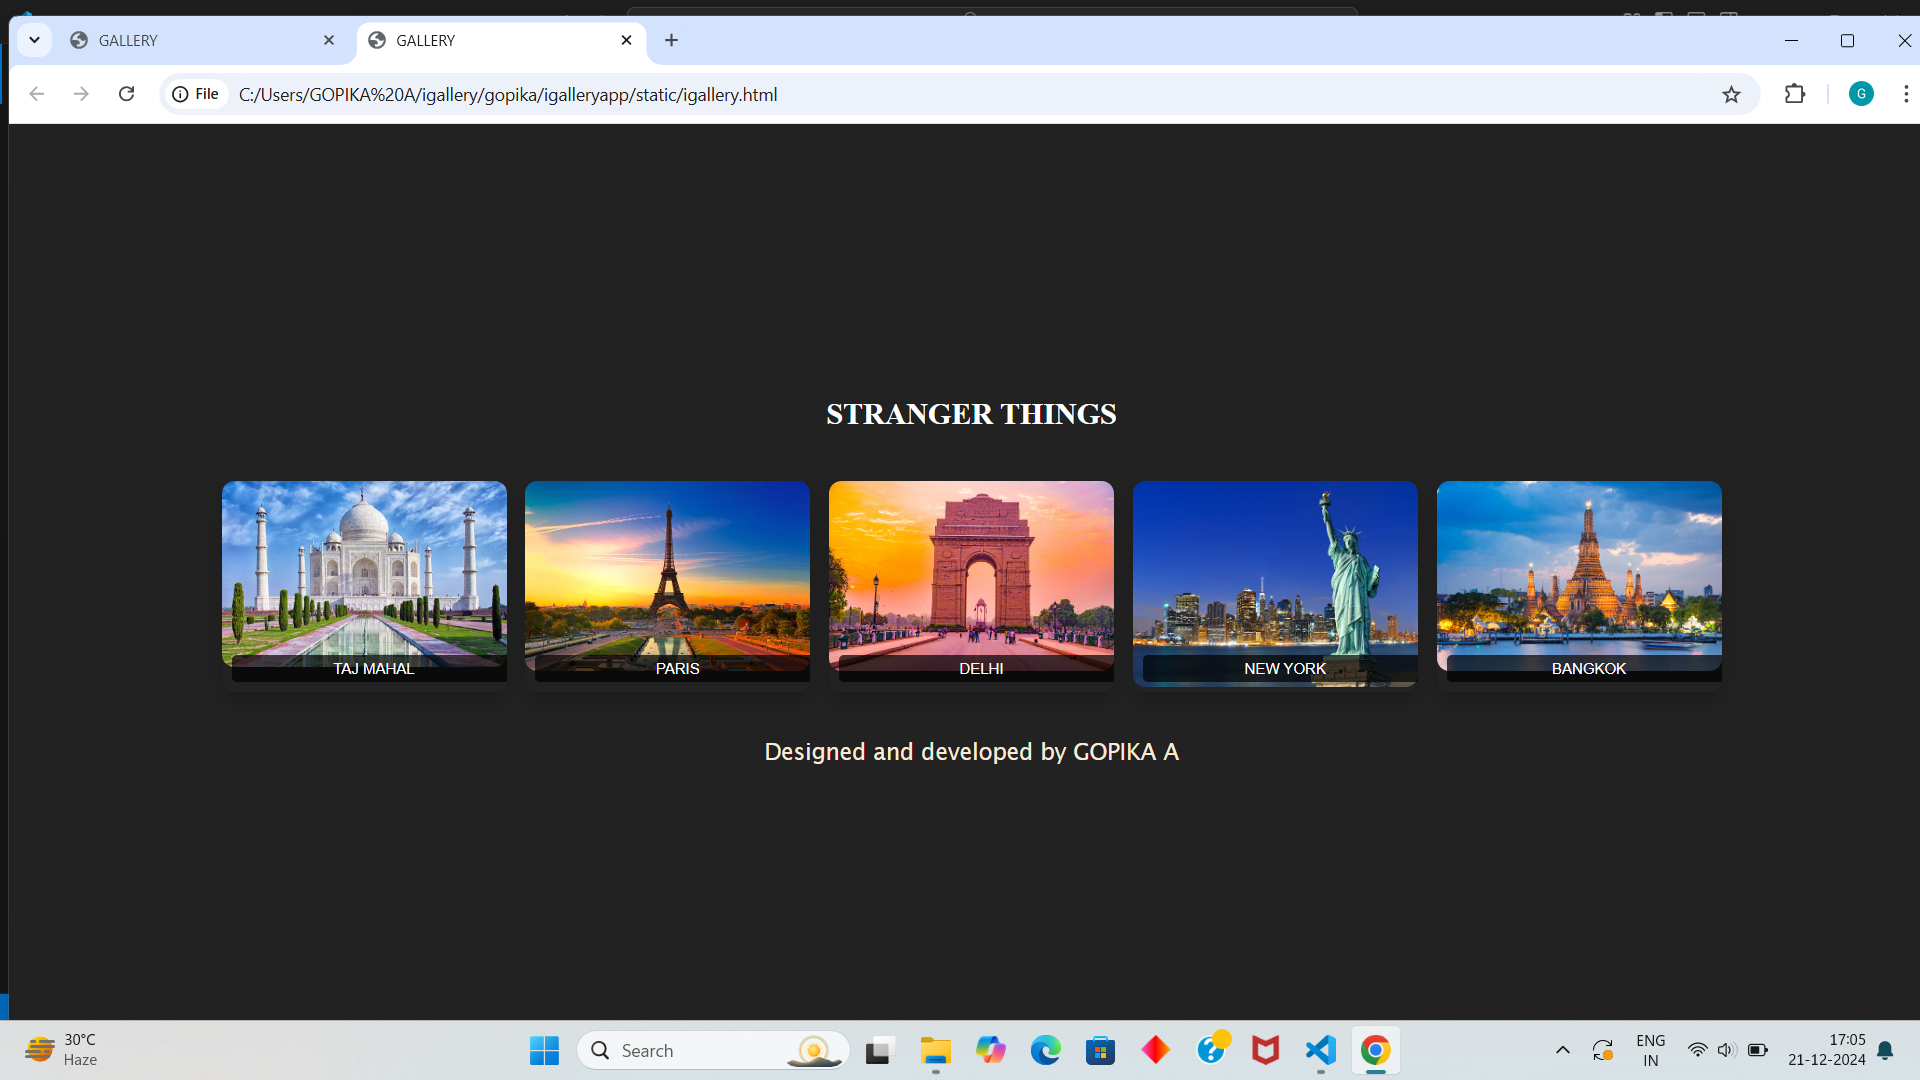 GALLERY
GALLERY
File C:/Users/GOPIKA%20A/igallery/gopika/igalleryapp/static/igallery.html
G
STRANGER THINGS
TAJ MAHAL
PARIS
DELHI
NEW YORK
BANGKOK
Designed and developed by GOPIKA A
30°C
Haze
Search
ENG
IN
17:05
21-12-2024